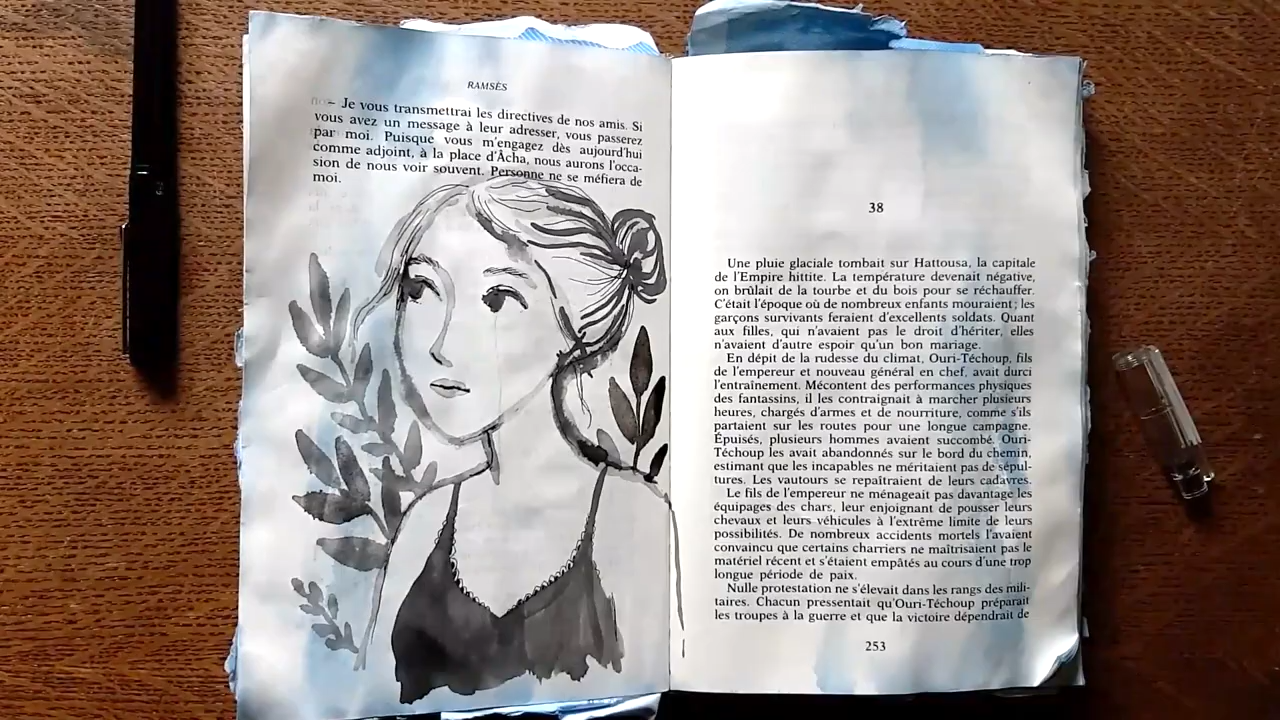 RAMSÈS
– Je vous transmettrai les directives de nos amis. Si
vous avez un message à leur adresser, vous passerez
par moi. Puisque vous m'engagez dès aujourd'hui
comme adjoint, à la place d'Âcha, nous aurons l'occa-
sion de nous voir souvent. Personne ne se méfiera de
moi.
38
Une pluie glaciale tombait sur Hattousa, la capitale
de l'Empire hittite. La température devenait négative,
on brûlait de la tourbe et du bois pour se réchauffer.
C'était l'époque où de nombreux enfants mouraient ; les
garçons survivants feraient d'excellents soldats. Quant
aux filles, qui n'avaient pas le droit d'hériter, elles
n'avaient d'autre espoir qu'un bon mariage.
En dépit de la rudesse du climat, Ouri-Téchoup, fils
de l'empereur et nouveau général en chef, avait durci
l'entraînement. Mécontent des performances physiques
des fantassins, il les contraignait à marcher plusieurs
heures, chargés d'armes et de nourriture, comme s'ils
partaient sur les routes pour une longue campagne.
Épuisés, plusieurs hommes avaient succombé. Ouri-
Téchoup les avait abandonnés sur le bord du chemin,
estimant que les incapables ne méritaient pas de sépul-
tures. Les vautours se repaîtraient de leurs cadavres.
Le fils de l'empereur ne ménageait pas davantage les
équipages des chars, leur enjoignant de pousser leurs
chevaux et leurs véhicules à l'extrême limite de leurs
possibilités. De nombreux accidents mortels l'avaient
convaincu que certains charriers ne maîtrisaient pas le
matériel récent et s'étaient empâtés au cours d'une trop
longue période de paix.
Nulle protestation ne s'élevait dans les rangs des mili-
taires. Chacun pressentait qu'Ouri-Téchoup préparait
les troupes à la guerre et que la victoire dépendrait de
253